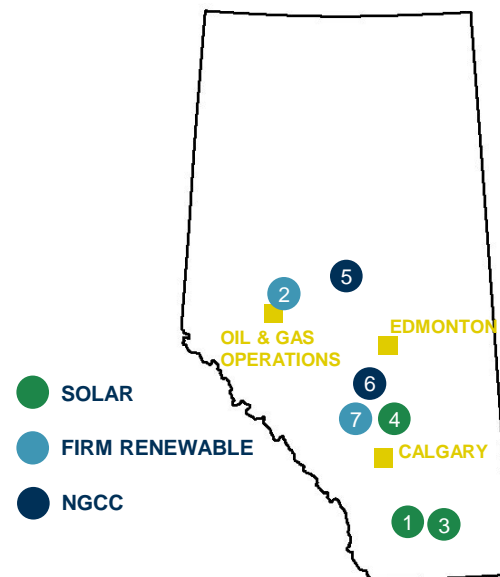 5
2
OIL & GAS
OPERATIONS
EDMONTON
6
7
4
CALGARY
1
3
SOLAR
FIRM RENEWABLE
NGCC